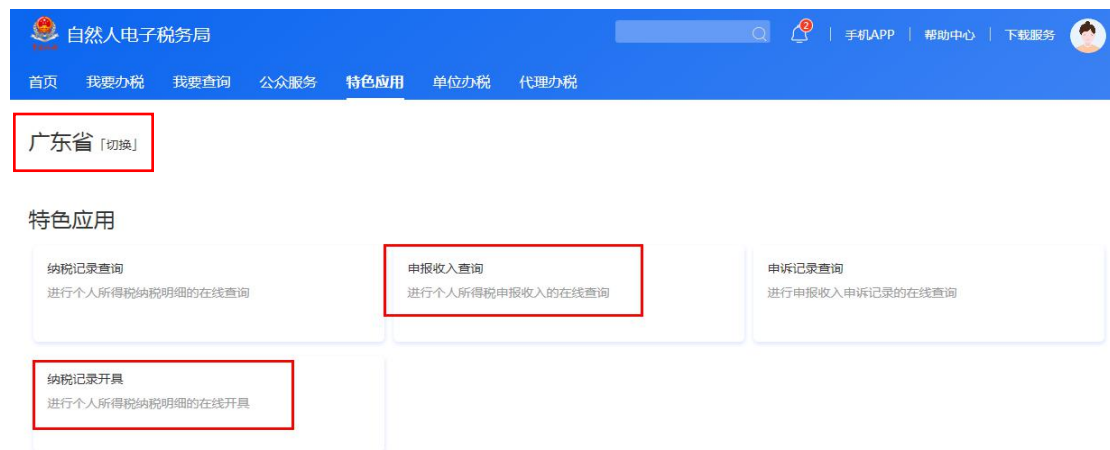 自然人电子税务局
2
手机APP | 帮助中心 | 下载服务
首页 我要办税 我要查询 公众服务 特色应用 单位办税 代理办税
广东省「切换」
特色应用
纳税记录查询
进行个人所得税纳税明细的在线查询
申报收入查询
进行个人所得税申报收入的在线查询
申诉记录查询
进行申报收入申诉记录的在线查询
纳税记录开具
进行个人所得税纳税明细的在线开具